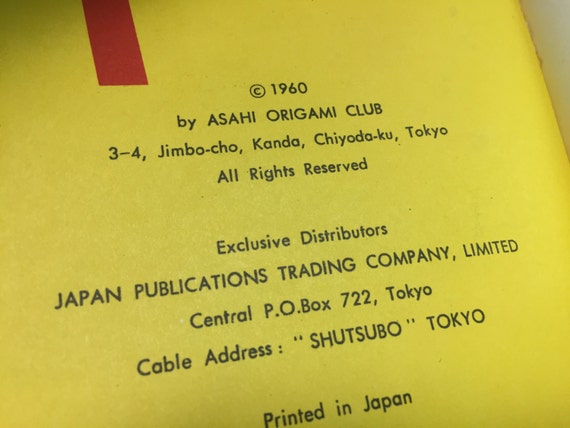 © 1960
by ASAHI ORIGAMI CLUB
3-4, Jimbo-cho, Kanda, Chiyoda-ku, Tokyo
All Rights Reserved
Exclusive Distributors
JAPAN PUBLICATIONS TRADING COMPANY, LIMITED
Central P.O.Box 722, Tokyo
Cable Address: "SHUTSUBO" TOKYO
Printed in Japan